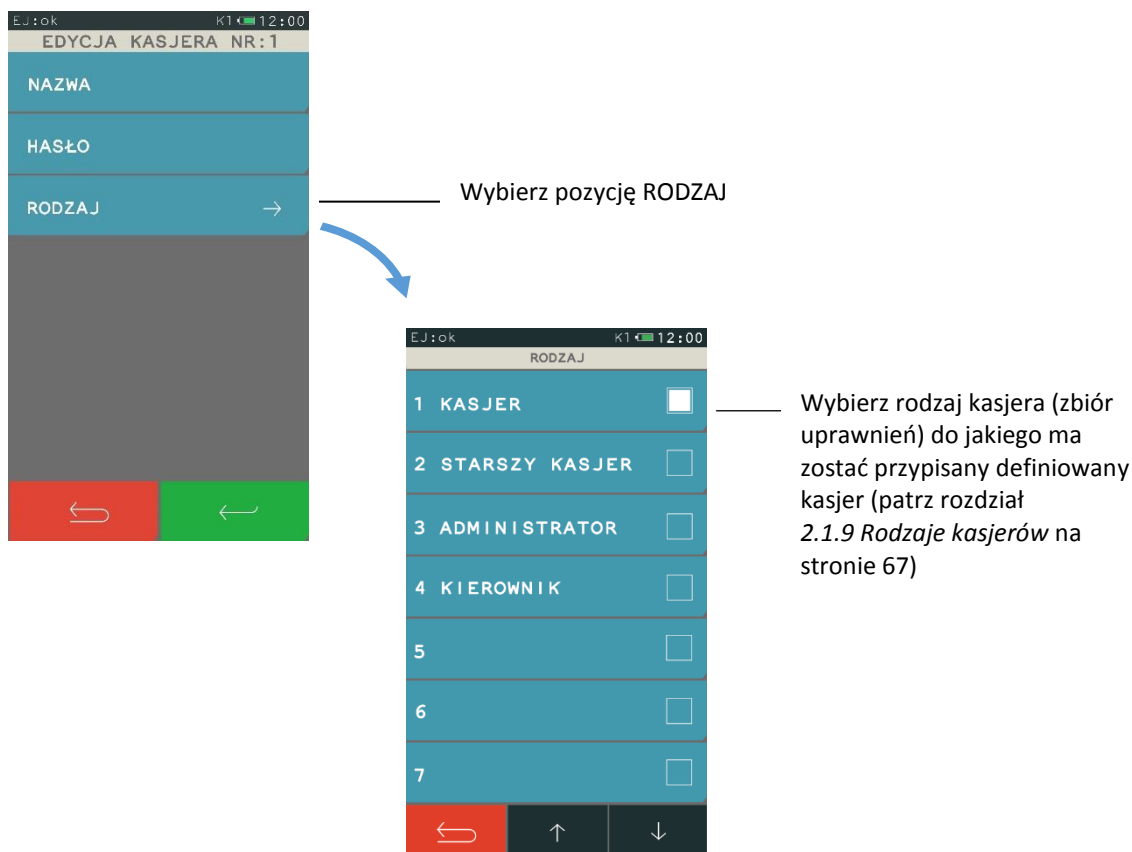 EJ:ok K1 12:00
EDYCJA KASJERA NR:1
NAZWA
HASŁO
RODZAJ →
Wybierz pozycję RODZAJ
EJ:ok K1 12:00
RODZAJ
1 KASJER
2 STARSZY KASJER
3 ADMINISTRATOR
4 KIEROWNIK
5
6
7
Wybierz rodzaj kasjera (zbiór
uprawnień) do jakiego ma
zostać przypisany definiowany
kasjer (patrz rozdział
2.1.9 Rodzaje kasjerów na
stronie 67)